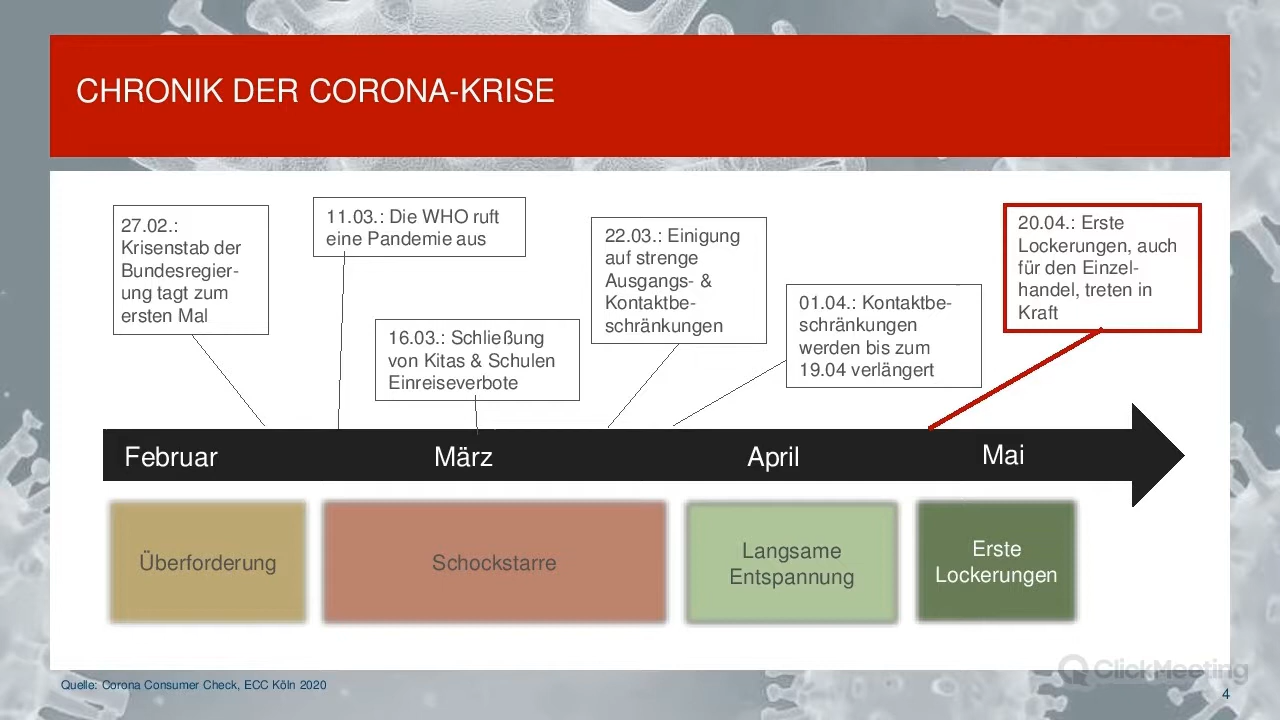 CHRONIK DER CORONA-KRISE
27.02.:
Krisenstab der
Bundesregier-
ung tagt zum
ersten Mal
11.03.: Die WHO ruft
eine Pandemie aus
16.03.: Schließung
von Kitas & Schulen
Einreiseverbote
22.03.: Einigung
auf strenge
Ausgangs- &
Kontaktbe-
schränkungen
01.04.: Kontaktbe-
schränkungen
werden bis zum
19.04 verlängert
20.04.: Erste
Lockerungen, auch
für den Einzel-
handel, treten in
Kraft
Februar
März
April
Mai
Überforderung
Schockstarre
Langsame
Entspannung
Erste
Lockerungen
ClickMeeting
Quelle: Corona Consumer Check, ECC Köln 2020
4